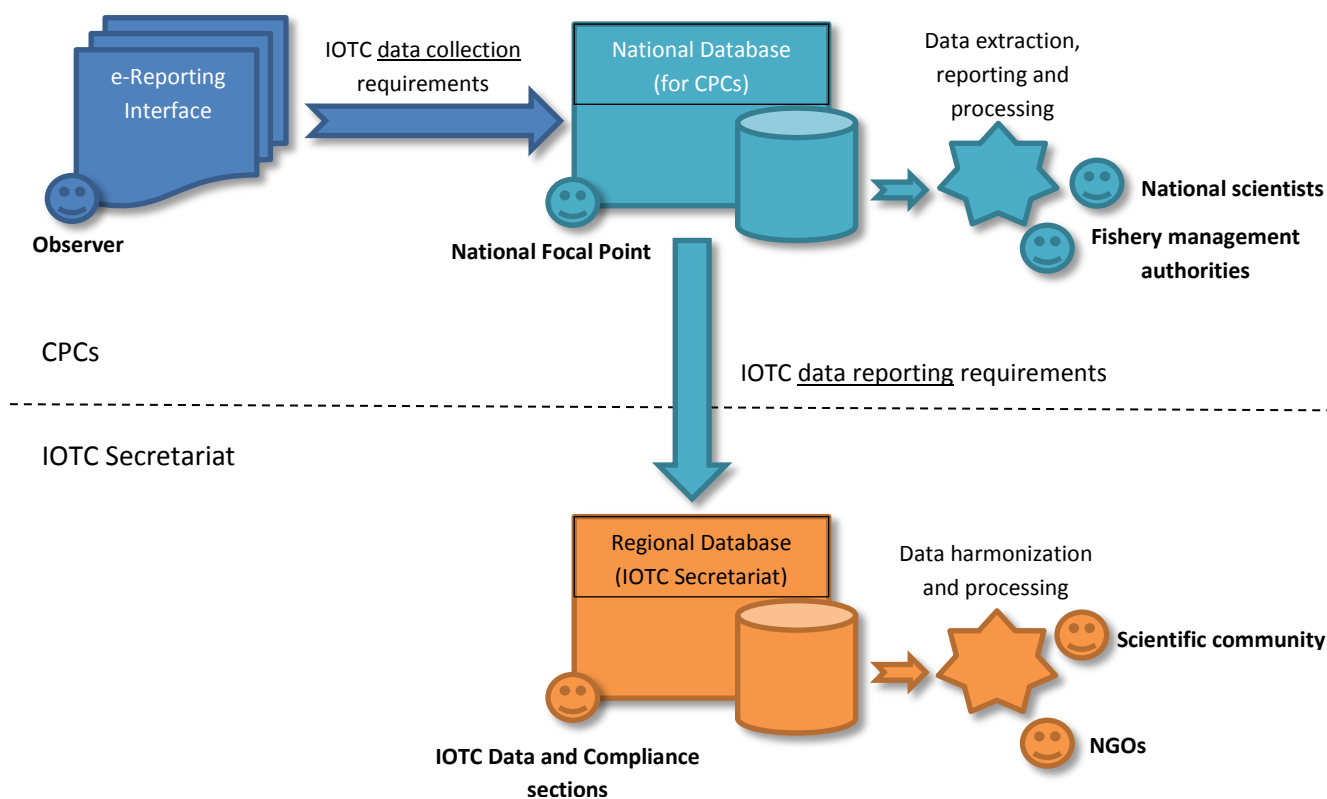 e-Reporting
Interface
Observer
IOTC data collection
requirements
National Database
(for CPCs)
National Focal Point
Data extraction,
reporting and
processing
National scientists
Fishery management
authorities
CPCs
IOTC data reporting requirements
IOTC Secretariat
Regional Database
(IOTC Secretariat)
IOTC Data and Compliance
sections
Data harmonization
and processing
Scientific community
NGOs